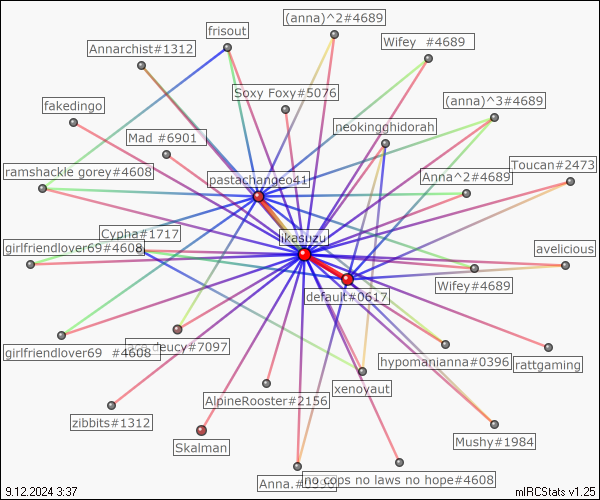 (anna)^2#4689
frisout
Wifey #4689
Annarchist#1312
Soxy Foxy#5076
(anna)^3#4689
fakedingo
neokingghidorah
Mad #6901
Toucan#2473
ramshackle gorey#4608
pastachangeo41
Anna^2#4689
Cypha#1717
ikasuzu
girlfriendlover69#4608
avelicious
Wifey#4689
default#0617
girlfriendlover69 #4608
deucy#7097
hypomanianna#0396
rattgaming
xenoyaut
AlpineRooster#2156
zibbits#1312
Mushy#1984
Skalman
no cops no laws no hope#4608
9.12.2024 3:37
mIRCStats v1.25